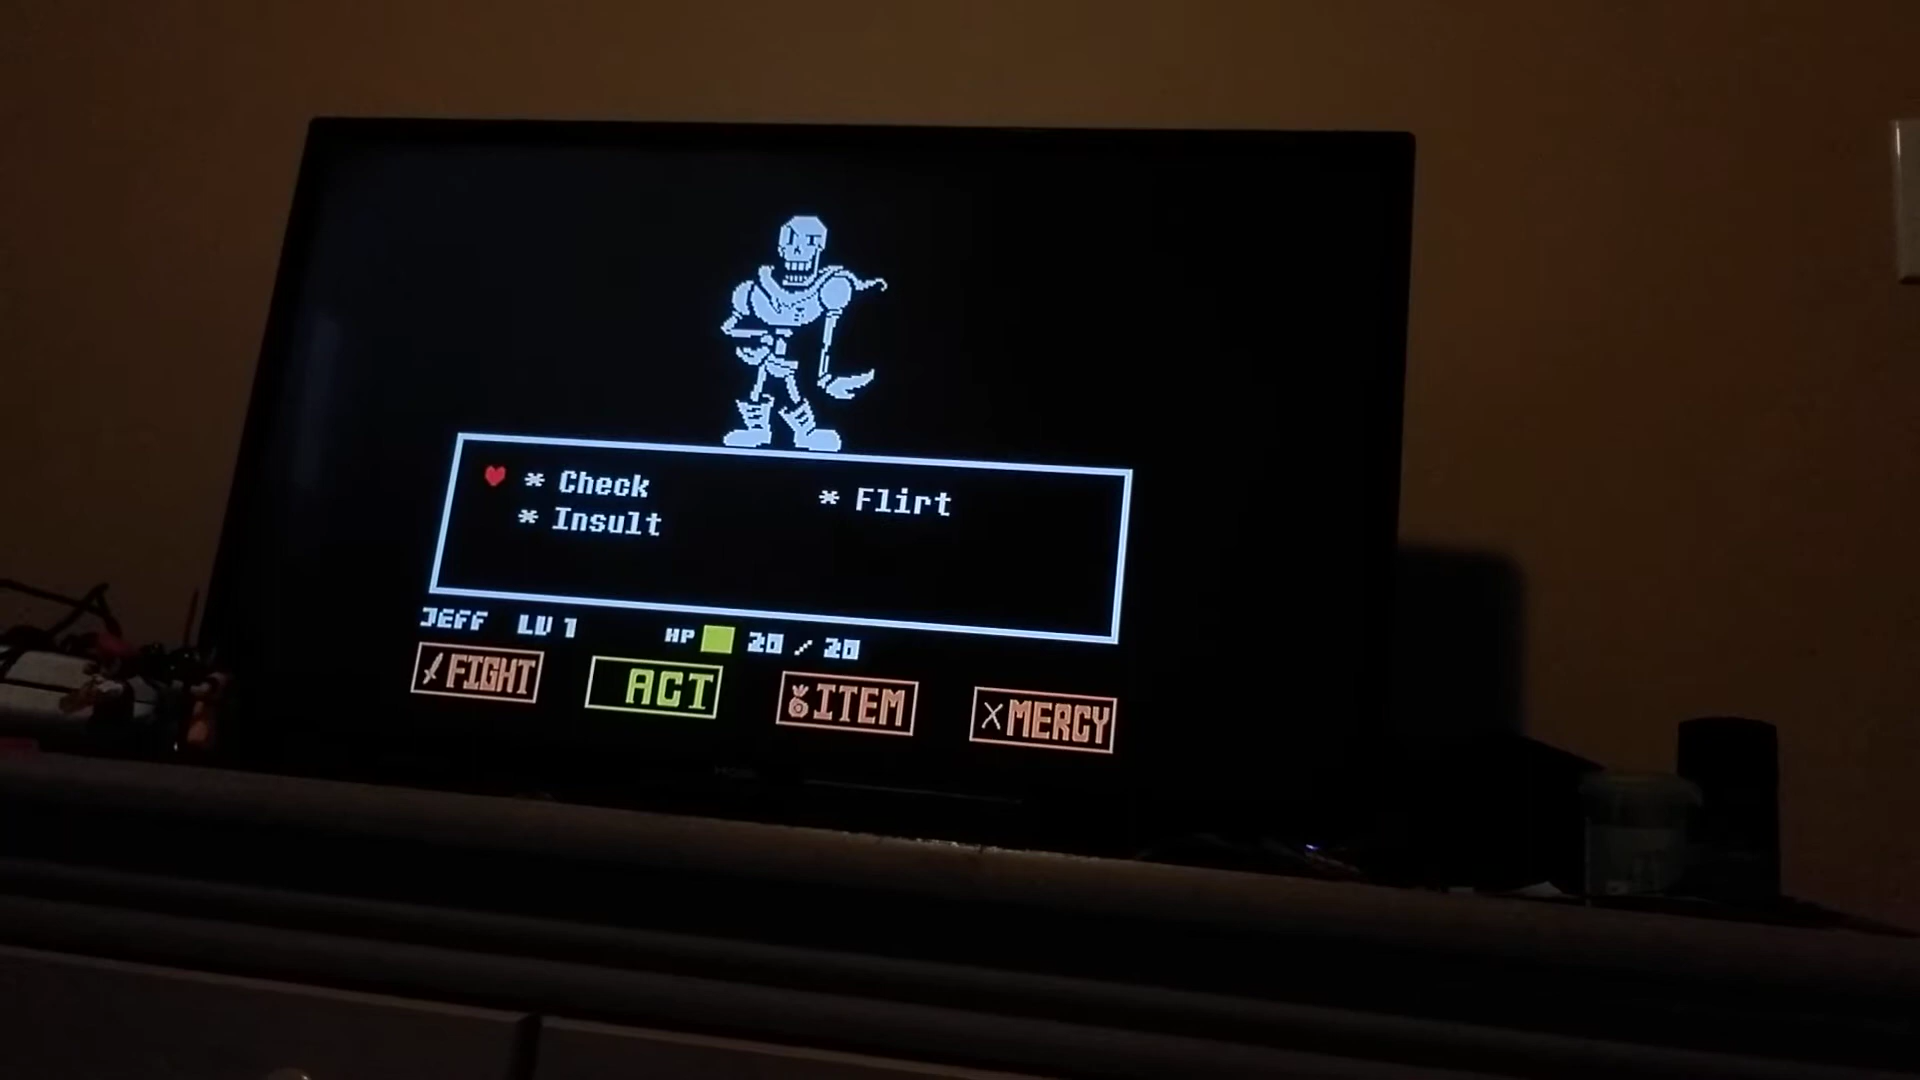 * Check * Flirt
* Insult
JEFF LV 1 HP 20 / 20
FIGHT ACT ITEM MERCY